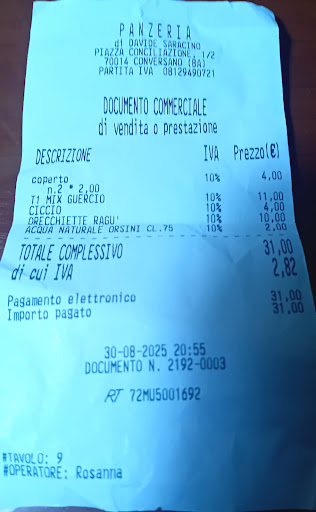 PANZERIA
di DAVIDE SARACINO
PIAZZA CONCILIAZIONE, 1/2
70014 CONVERSANO (BA)
PARTITA IVA 08129490721
DOCUMENTO COMMERCIALE
di vendita o prestazione
DESCRIZIONE IVA Prezzo(€)
coperto 10% 4,00
n.2 * 2,00
T1 MIX GUERCIO 10% 11,00
CICCIO 10% 4,00
ORECCHIETTE RAGU' 10% 10,00
ACQUA NATURALE ORSINI CL.75 10% 2,00
TOTALE COMPLESSIVO 31,00
di cui IVA 2,82
Pagamento elettronico 31,00
Importo pagato 31,00
30-08-2025 20:55
DOCUMENTO N. 2192-0003
RT 72MU5001692
#TAVOLO: 9
#OPERATORE: Rosanna